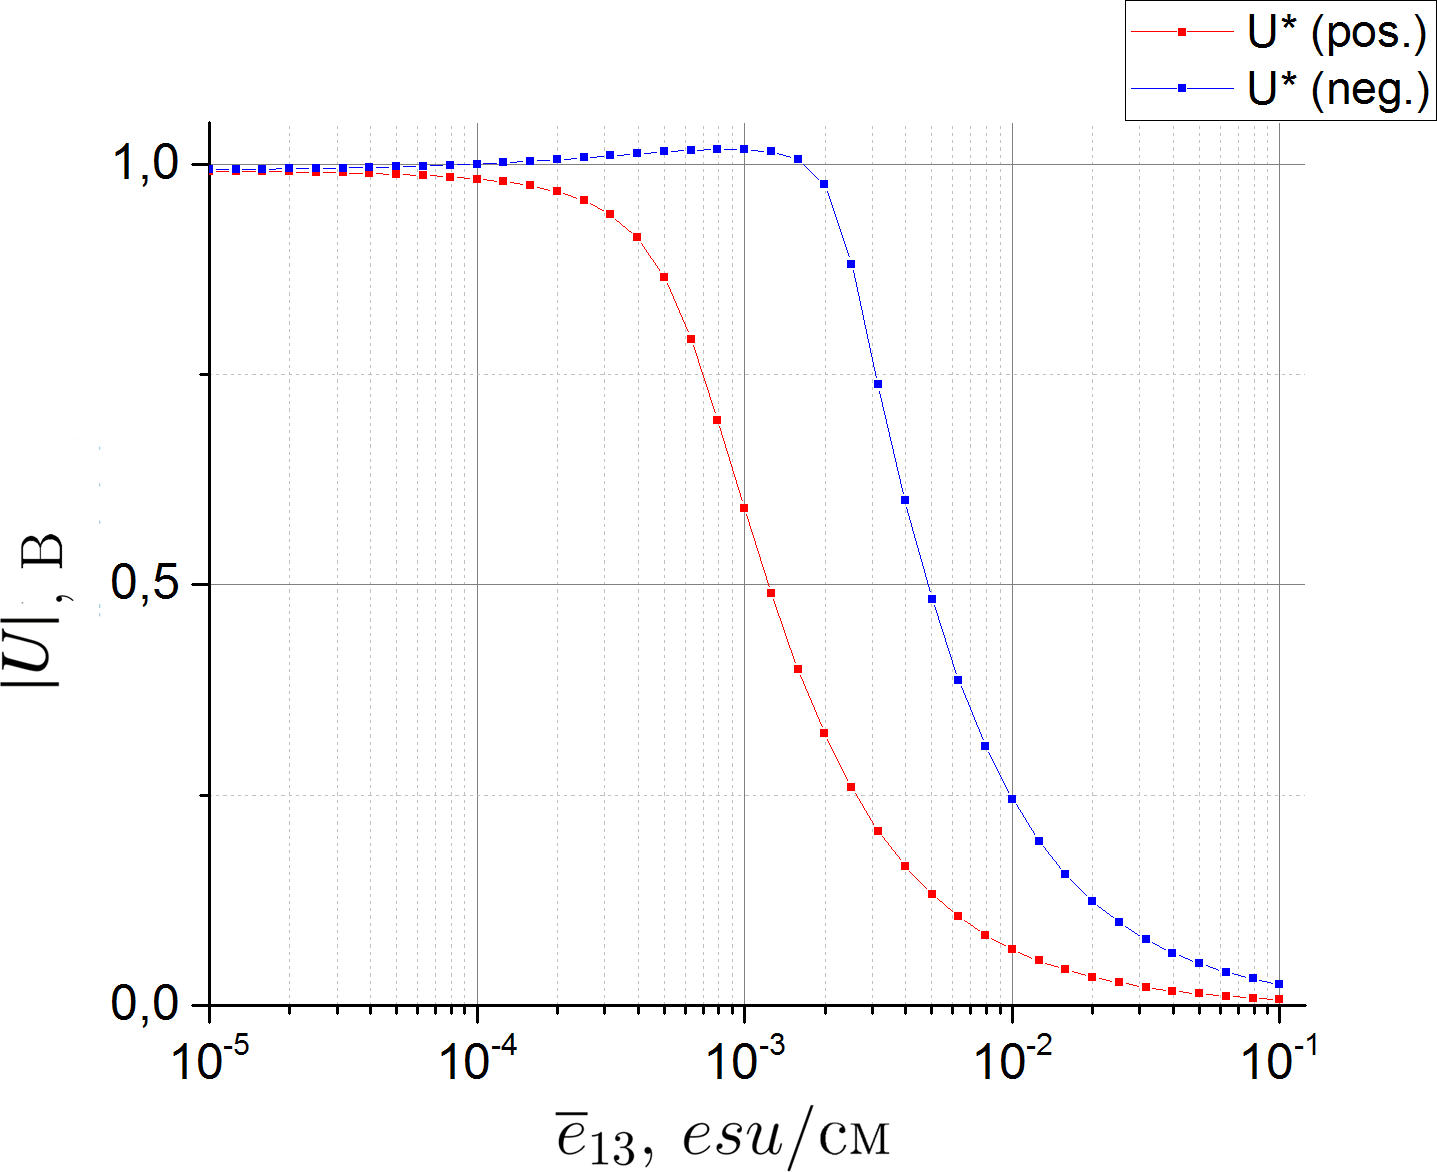 U* (pos.)
U* (neg.)
1,0
0,5
0,0
|U|, В
10⁻⁵ 10⁻⁴ 10⁻³ 10⁻² 10⁻¹
e̅₁₃, esu/см